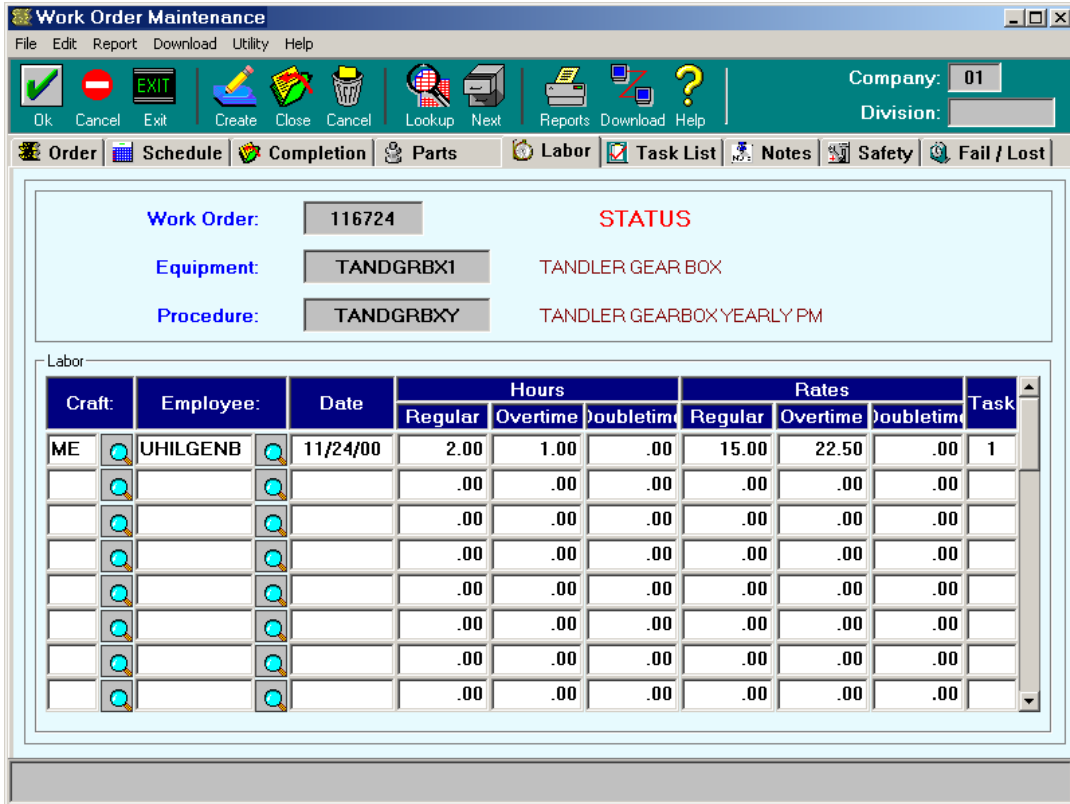 Work Order Maintenance
File Edit Report Download Utility Help
EXIT
Company: 01
Ok Cancel Exit Create Close Cancel Lookup Next Reports Download Help
Division:
Order Schedule Completion Parts Labor Task List Notes Safety Fail / Lost
Work Order: 116724 STATUS
Equipment: TANDGRBX1 TANDLER GEAR BOX
Procedure: TANDGRBXY TANDLER GEARBOX YEARLY PM
Labor
Craft: Employee: Date Hours Rates Task
Regular Overtime Doubletime Regular Overtime Doubletime
ME UHILGENB 11/24/00 2.00 1.00 .00 15.00 22.50 .00 1
.00 .00 .00 .00 .00 .00
.00 .00 .00 .00 .00 .00
.00 .00 .00 .00 .00 .00
.00 .00 .00 .00 .00 .00
.00 .00 .00 .00 .00 .00
.00 .00 .00 .00 .00 .00
.00 .00 .00 .00 .00 .00